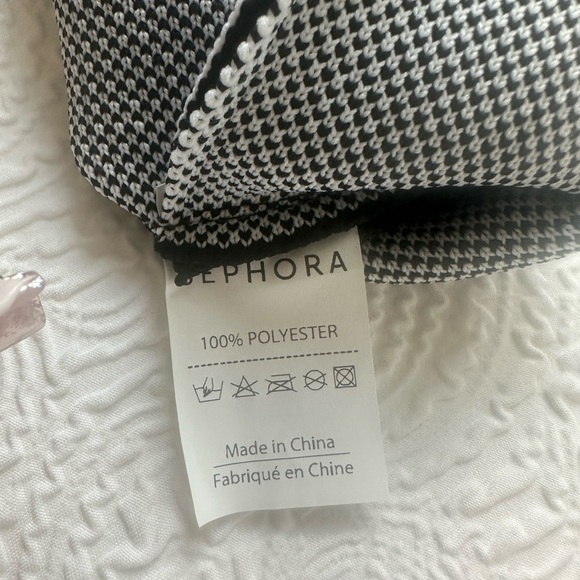 SEPHORA
100% POLYESTER
Made in China
Fabriqué en Chine